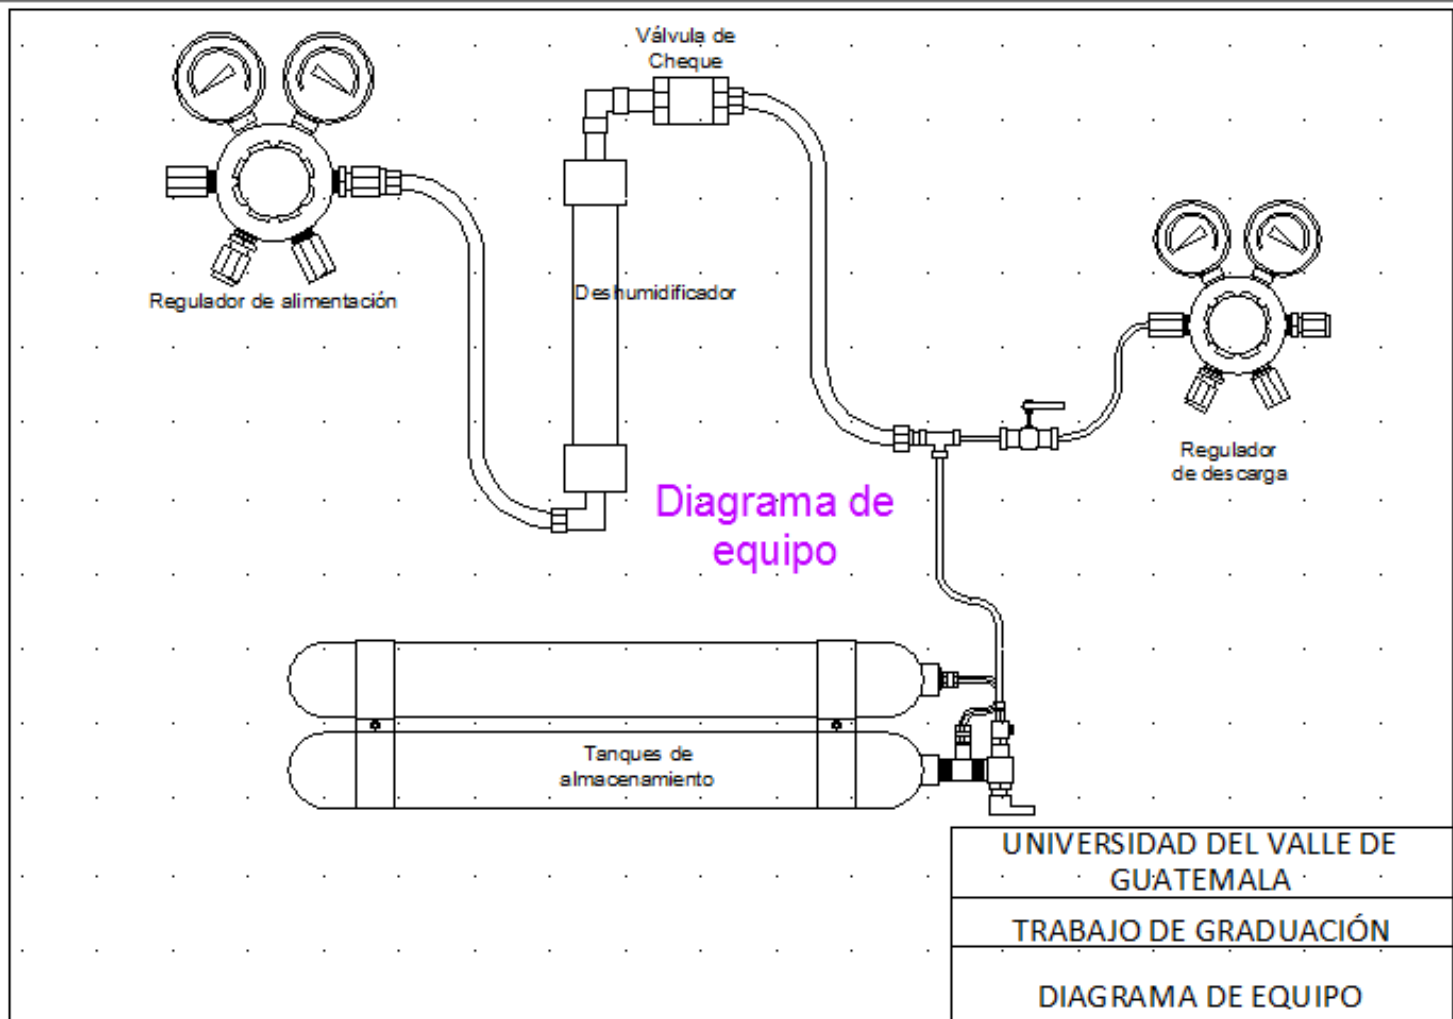 Válvula de
Cheque
Regulador de alimentación
Deshumidificador
Regulador
de descarga
Diagrama de
equipo
Tanques de
almacenamiento
UNIVERSIDAD DEL VALLE DE
GUATEMALA
TRABAJO DE GRADUACIÓN
DIAGRAMA DE EQUIPO